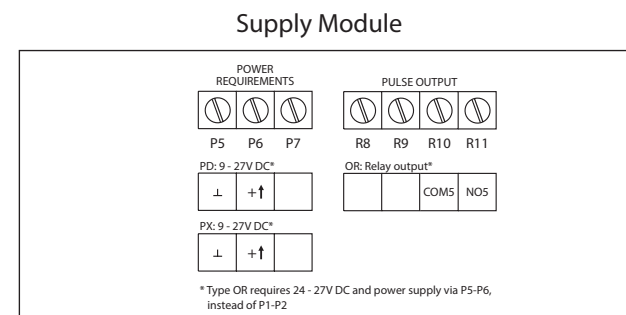 Supply Module
POWER
REQUIREMENTS
PULSE OUTPUT
P5 P6 P7
R8 R9 R10 R11
PD: 9 - 27V DC*
OR: Relay output*
⊥ +↑
COM5 NO5
PX: 9 - 27V DC*
⊥ +↑
* Type OR requires 24 - 27V DC and power supply via P5-P6,
instead of P1-P2